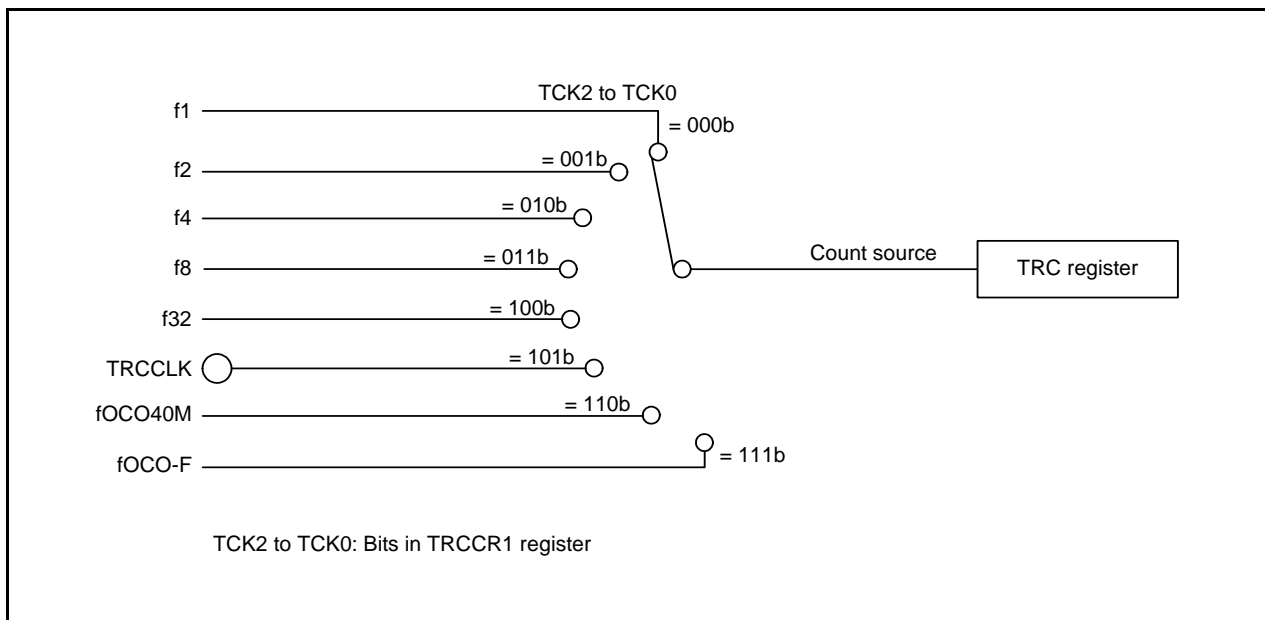 TCK2 to TCK0
f1
= 000b
f2
= 001b
f4
= 010b
f8
= 011b
Count source
TRC register
f32
= 100b
TRCCLK
= 101b
fOCO40M
= 110b
fOCO-F
= 111b
TCK2 to TCK0: Bits in TRCCR1 register